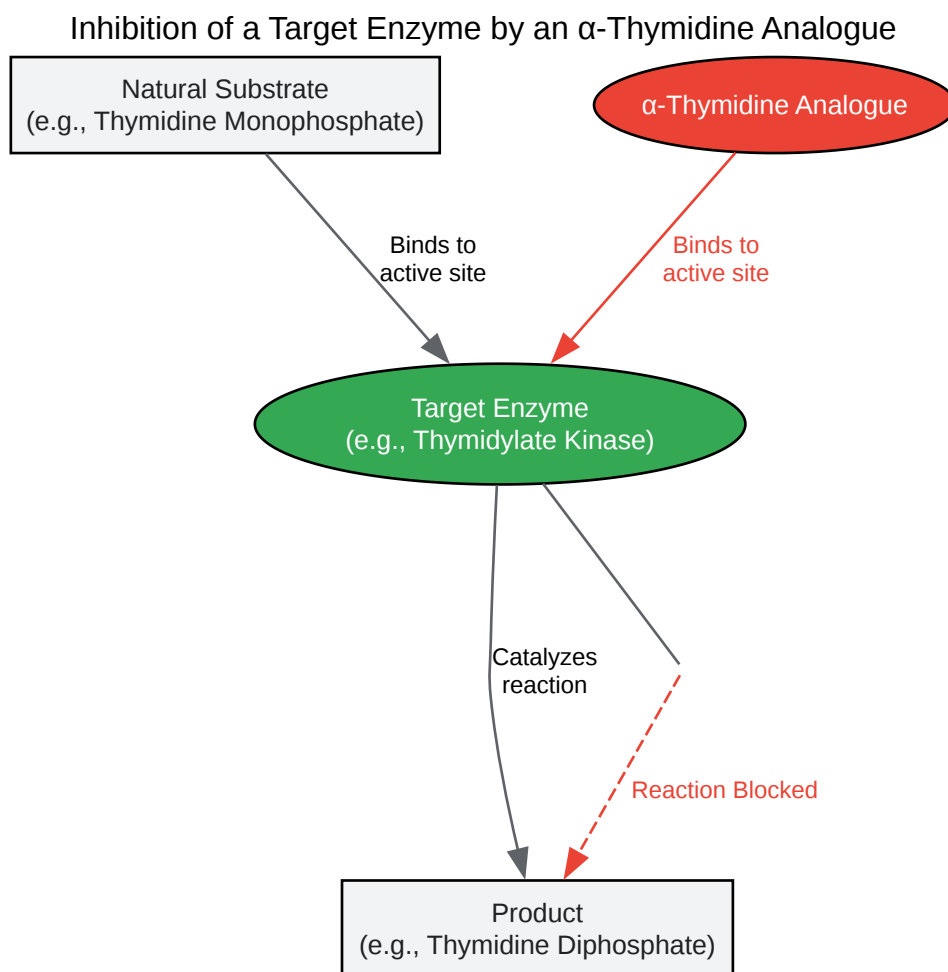 Inhibition of a Target Enzyme by an α-Thymidine Analogue
Natural Substrate
(e.g., Thymidine Monophosphate)
α-Thymidine Analogue
Binds to
active site
Binds to
active site
Target Enzyme
(e.g., Thymidylate Kinase)
Catalyzes
reaction
Reaction Blocked
Product
(e.g., Thymidine Diphosphate)